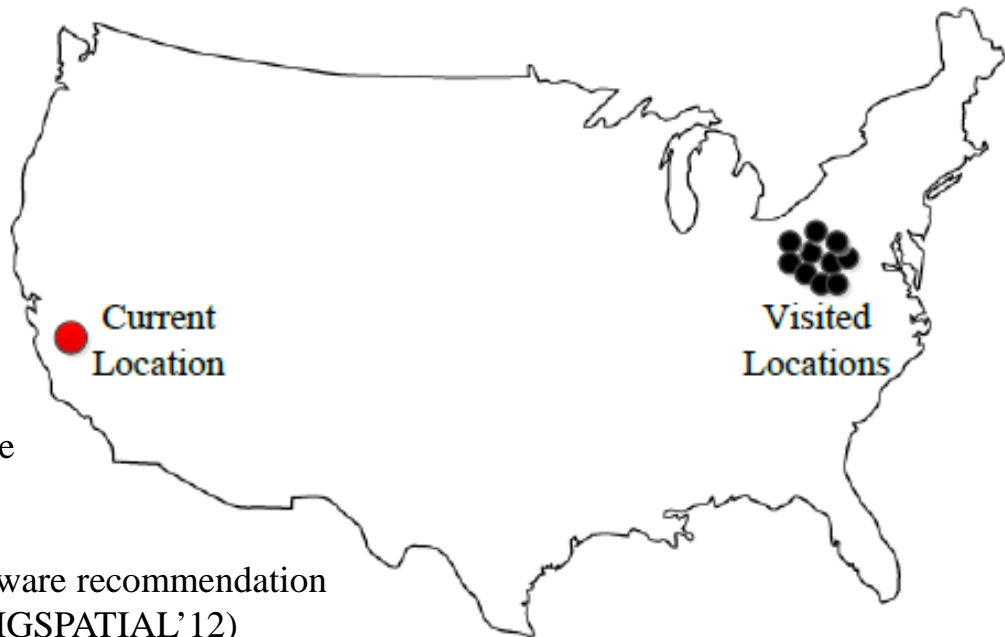 Current
Location
Visited
Locations
e
ware recommendation
IGSPATIAL'12)